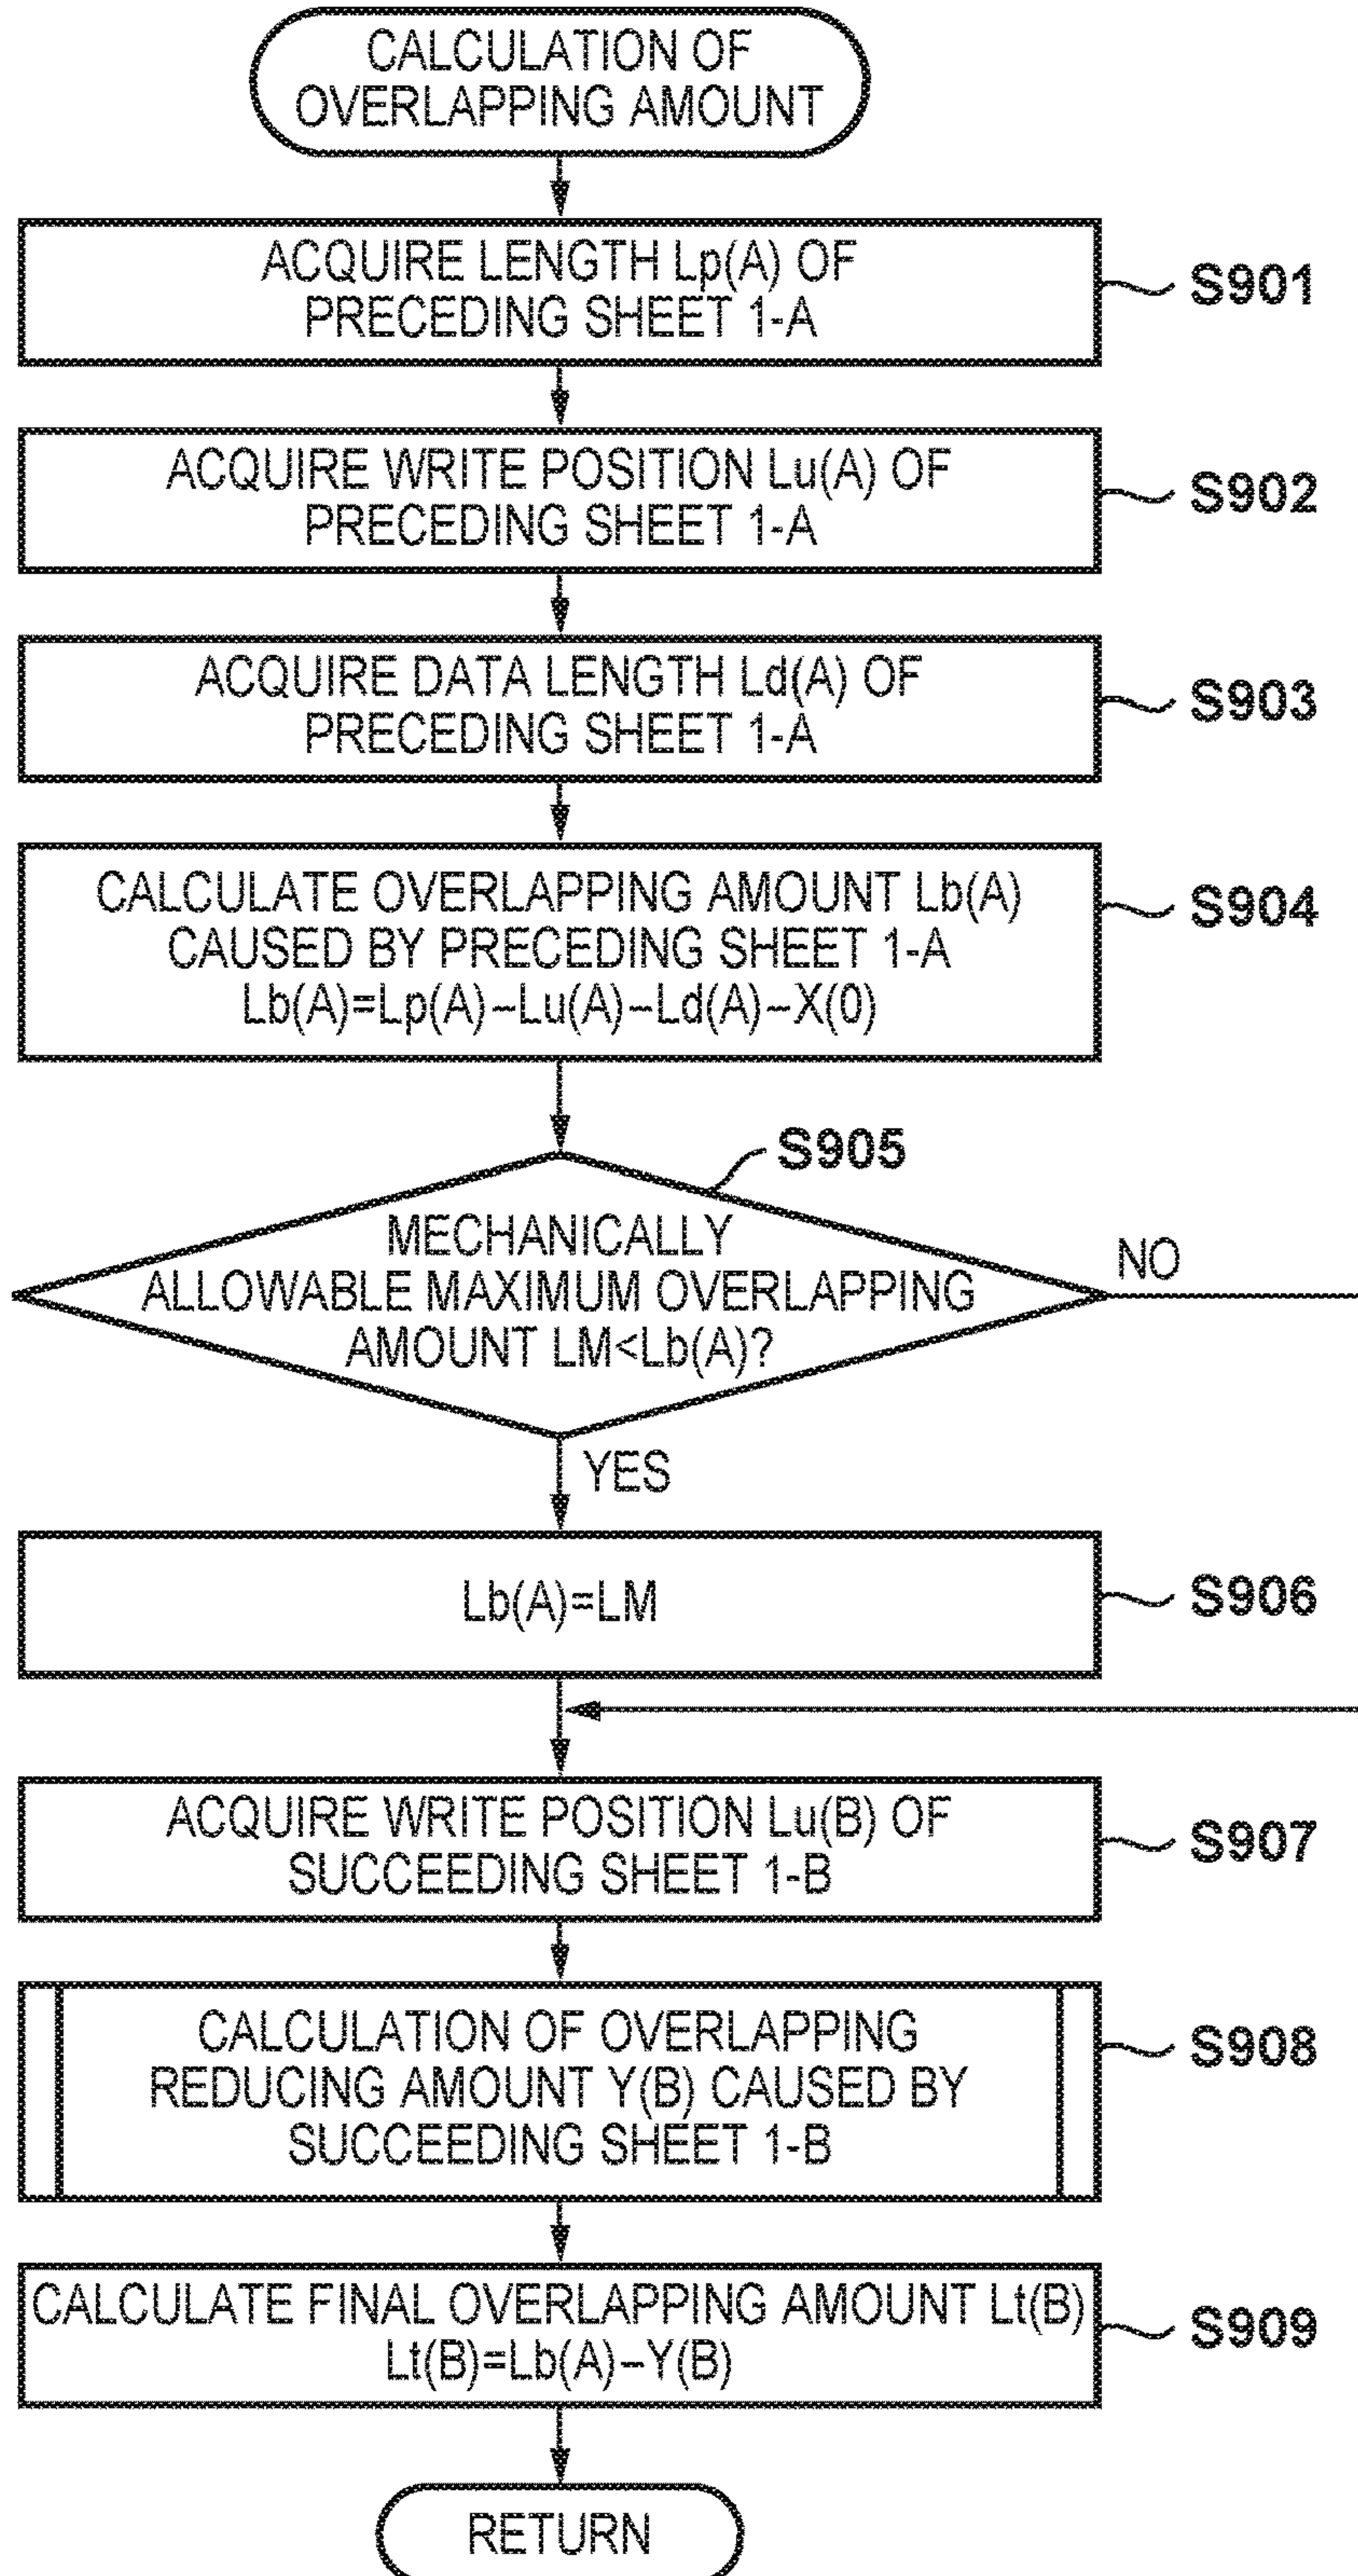 CALCULATION OF
OVERLAPPING AMOUNT
ACQUIRE LENGTH Lp(A) OF
PRECEDING SHEET 1-A
S901
ACQUIRE WRITE POSITION Lu(A) OF
PRECEDING SHEET 1-A
S902
ACQUIRE DATA LENGTH Ld(A) OF
PRECEDING SHEET 1-A
S903
CALCULATE OVERLAPPING AMOUNT Lb(A)
CAUSED BY PRECEDING SHEET 1-A
Lb(A)=Lp(A)–Lu(A)–Ld(A)–X(0)
S904
S905
MECHANICALLY
ALLOWABLE MAXIMUM OVERLAPPING
AMOUNT LM<Lb(A)?
NO
YES
Lb(A)=LM
S906
ACQUIRE WRITE POSITION Lu(B) OF
SUCCEEDING SHEET 1-B
S907
CALCULATION OF OVERLAPPING
REDUCING AMOUNT Y(B) CAUSED BY
SUCCEEDING SHEET 1-B
S908
CALCULATE FINAL OVERLAPPING AMOUNT Lt(B)
Lt(B)=Lb(A)–Y(B)
S909
RETURN